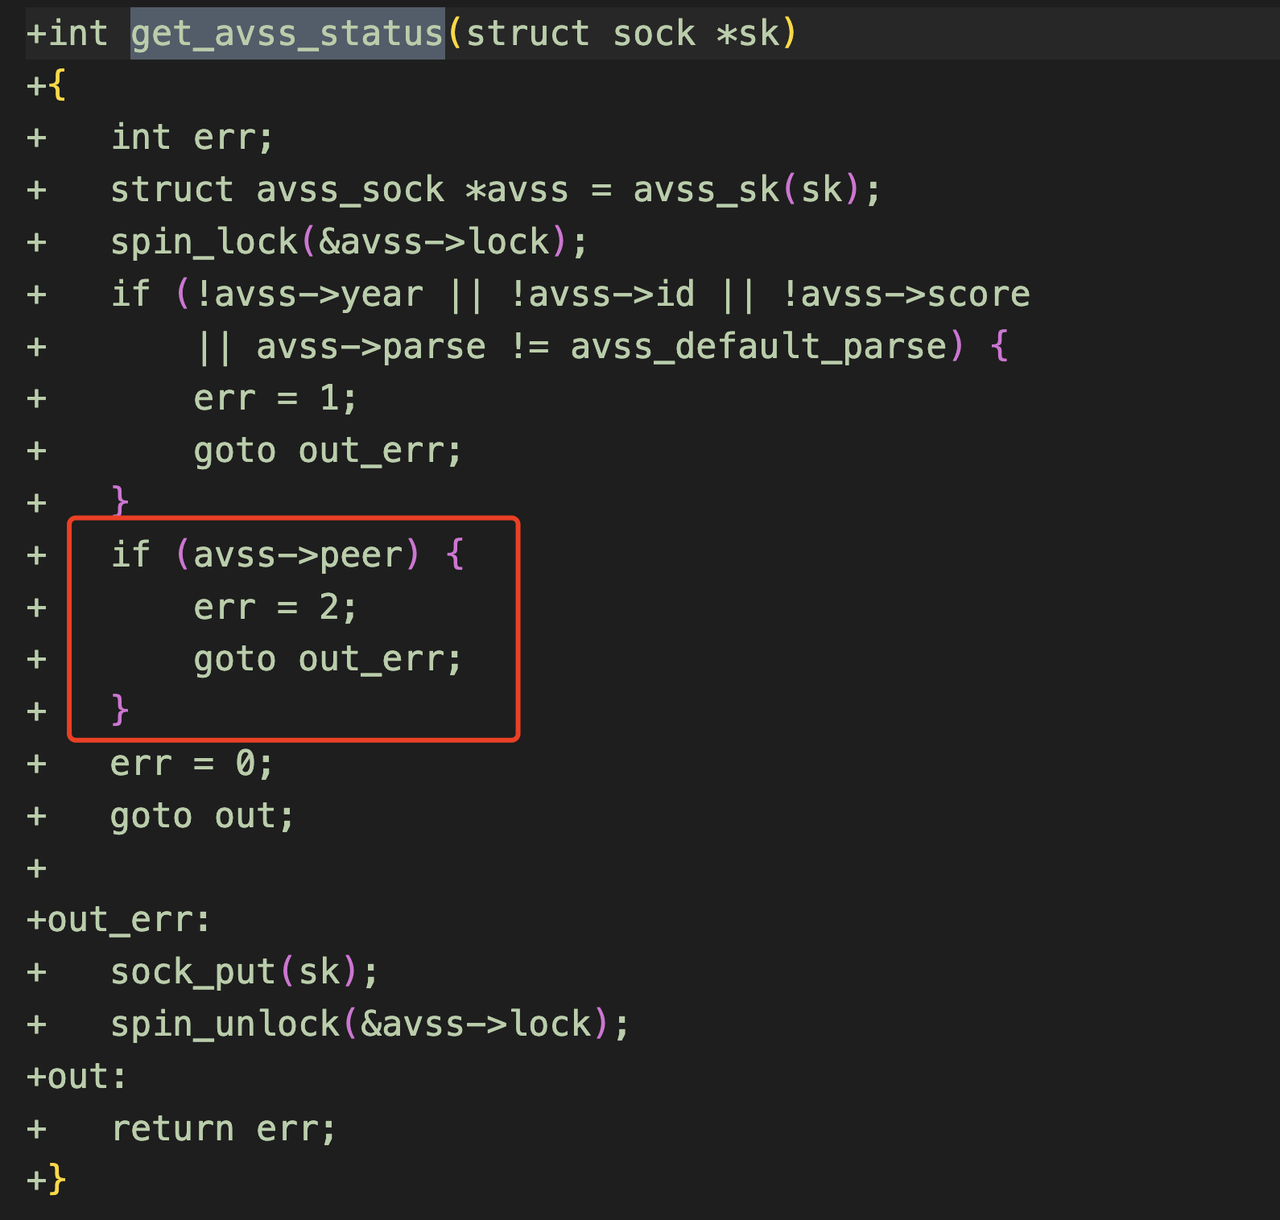 +int get_avss_status(struct sock *sk)
+{
+   int err;
+   struct avss_sock *avss = avss_sk(sk);
+   spin_lock(&avss->lock);
+   if (!avss->year || !avss->id || !avss->score
+       || avss->parse != avss_default_parse) {
+       err = 1;
+       goto out_err;
+   }
+   if (avss->peer) {
+       err = 2;
+       goto out_err;
+   }
+   err = 0;
+   goto out;
+
+out_err:
+   sock_put(sk);
+   spin_unlock(&avss->lock);
+out:
+   return err;
+}